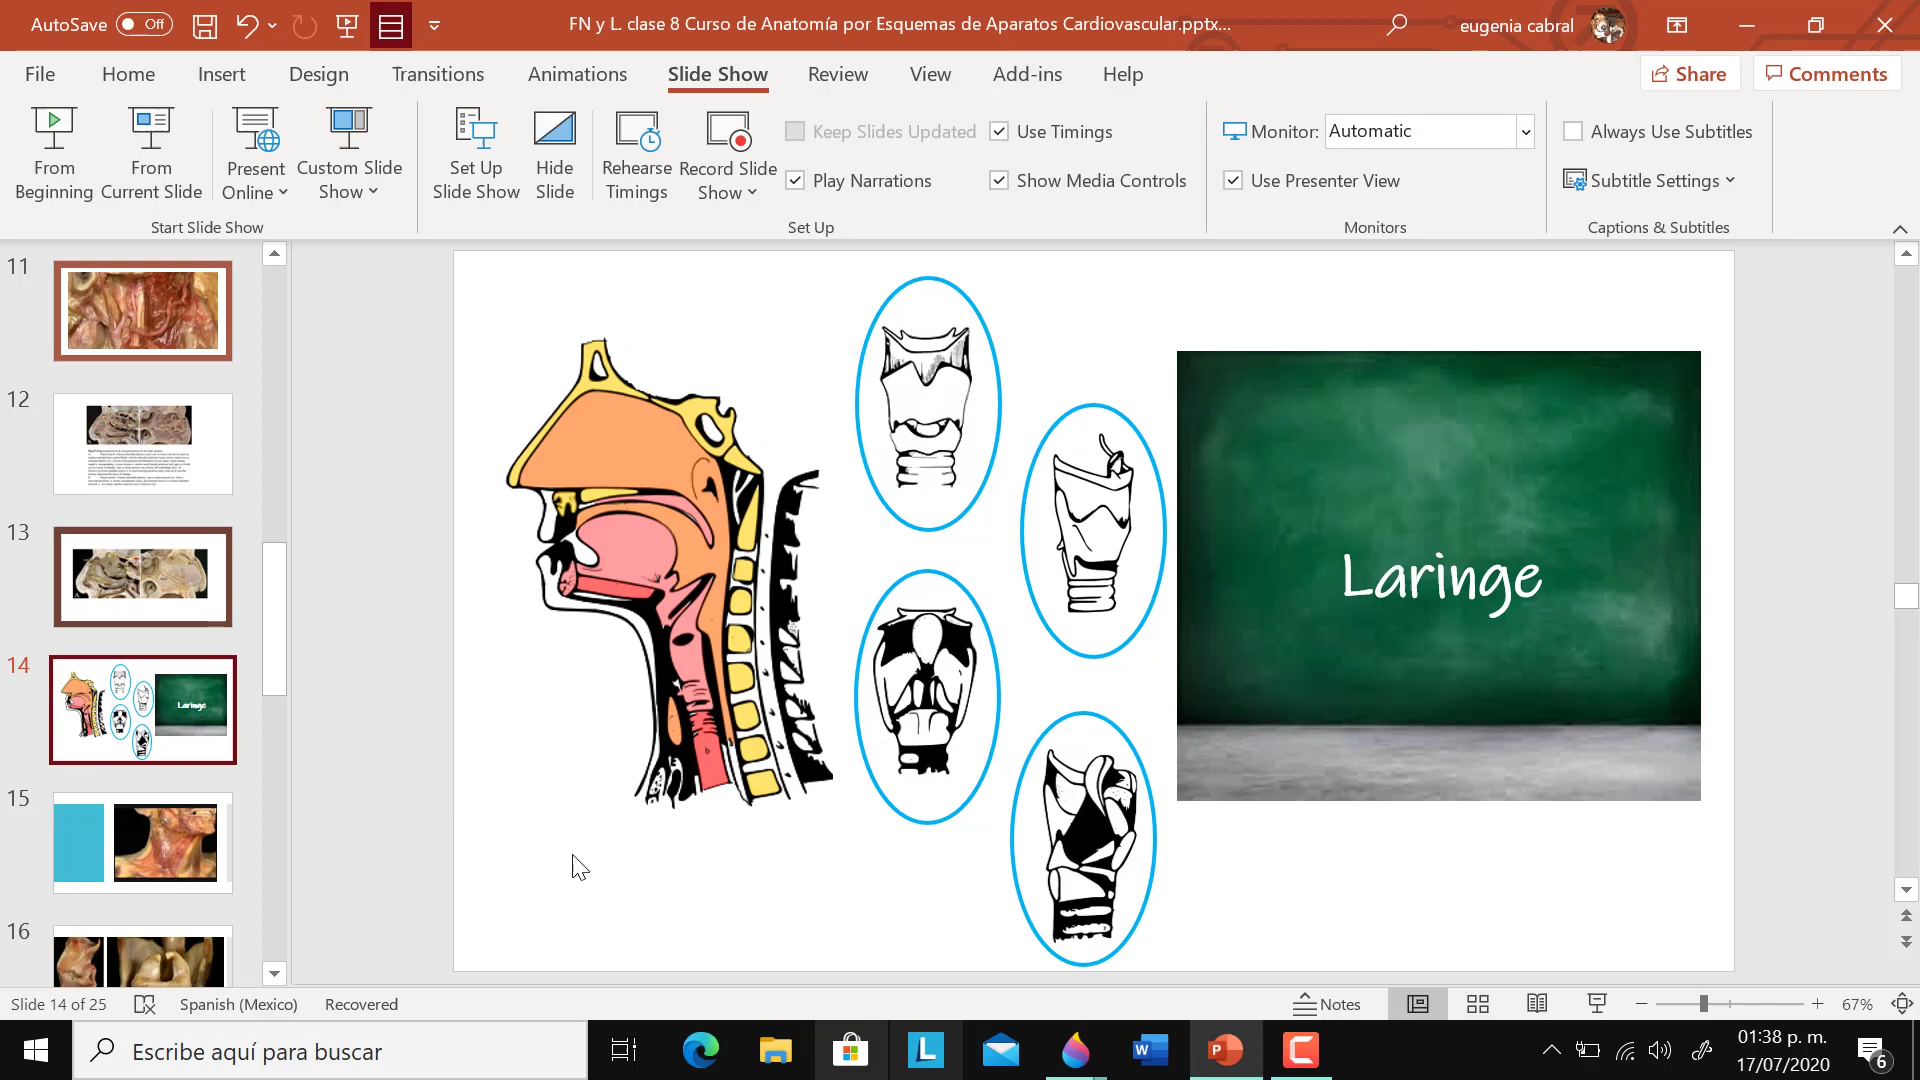 AutoSave Off
FN y L. clase 8 Curso de Anatomía por Esquemas de Aparatos Cardiovascular.pptx...
eugenia cabral
File Home Insert Design Transitions Animations Slide Show Review View Add-ins Help
Share Comments
From Beginning
From Current Slide
Present Online
Custom Slide Show
Set Up Slide Show
Hide Slide
Rehearse Timings
Record Slide Show
Keep Slides Updated
Play Narrations
Use Timings
Show Media Controls
Monitor: Automatic
Use Presenter View
Always Use Subtitles
Subtitle Settings
Start Slide Show
Set Up
Monitors
Captions & Subtitles
11
12
13
14
Laringe
15
16
Laringe
Slide 14 of 25 Spanish (Mexico) Recovered
Notes
67%
Escribe aquí para buscar
01:38 p. m.
17/07/2020
6